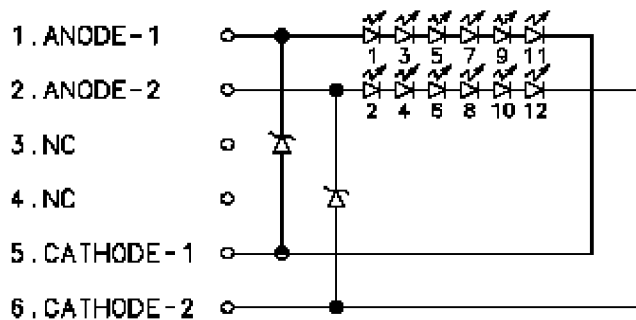 1.ANODE-1
1 3 5 7 9 11
2.ANODE-2
2 4 6 8 10 12
3.NC
4.NC
5.CATHODE-1
6.CATHODE-2